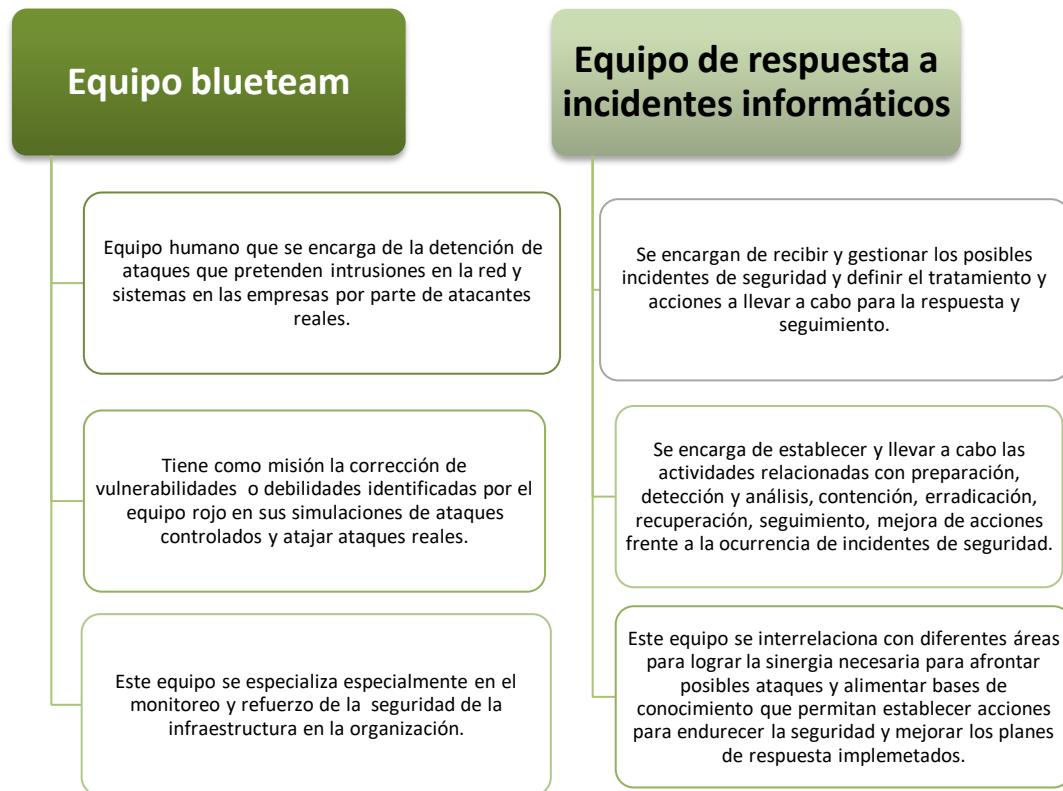 Equipo blueteam
Equipo humano que se encarga de la detención de
ataques que pretenden intrusiones en la red y
sistemas en las empresas por parte de atacantes
reales.
Tiene como misión la corrección de
vulnerabilidades o debilidades identificadas por el
equipo rojo en sus simulaciones de ataques
controlados y atajar ataques reales.
Este equipo se especializa especialmente en el
monitoreo y refuerzo de la seguridad de la
infraestructura en la organización.
Equipo de respuesta a
incidentes informáticos
Se encargan de recibir y gestionar los posibles
incidentes de seguridad y definir el tratamiento y
acciones a llevar a cabo para la respuesta y
seguimiento.
Se encarga de establecer y llevar a cabo las
actividades relacionadas con preparación,
detección y análisis, contención, erradicación,
recuperación, seguimiento, mejora de acciones
frente a la ocurrencia de incidentes de seguridad.
Este equipo se interrelaciona con diferentes áreas
para lograr la sinergia necesaria para afrontar
posibles ataques y alimentar bases de
conocimiento que permitan establecer acciones
para endurecer la seguridad y mejorar los planes
de respuesta implemetados.